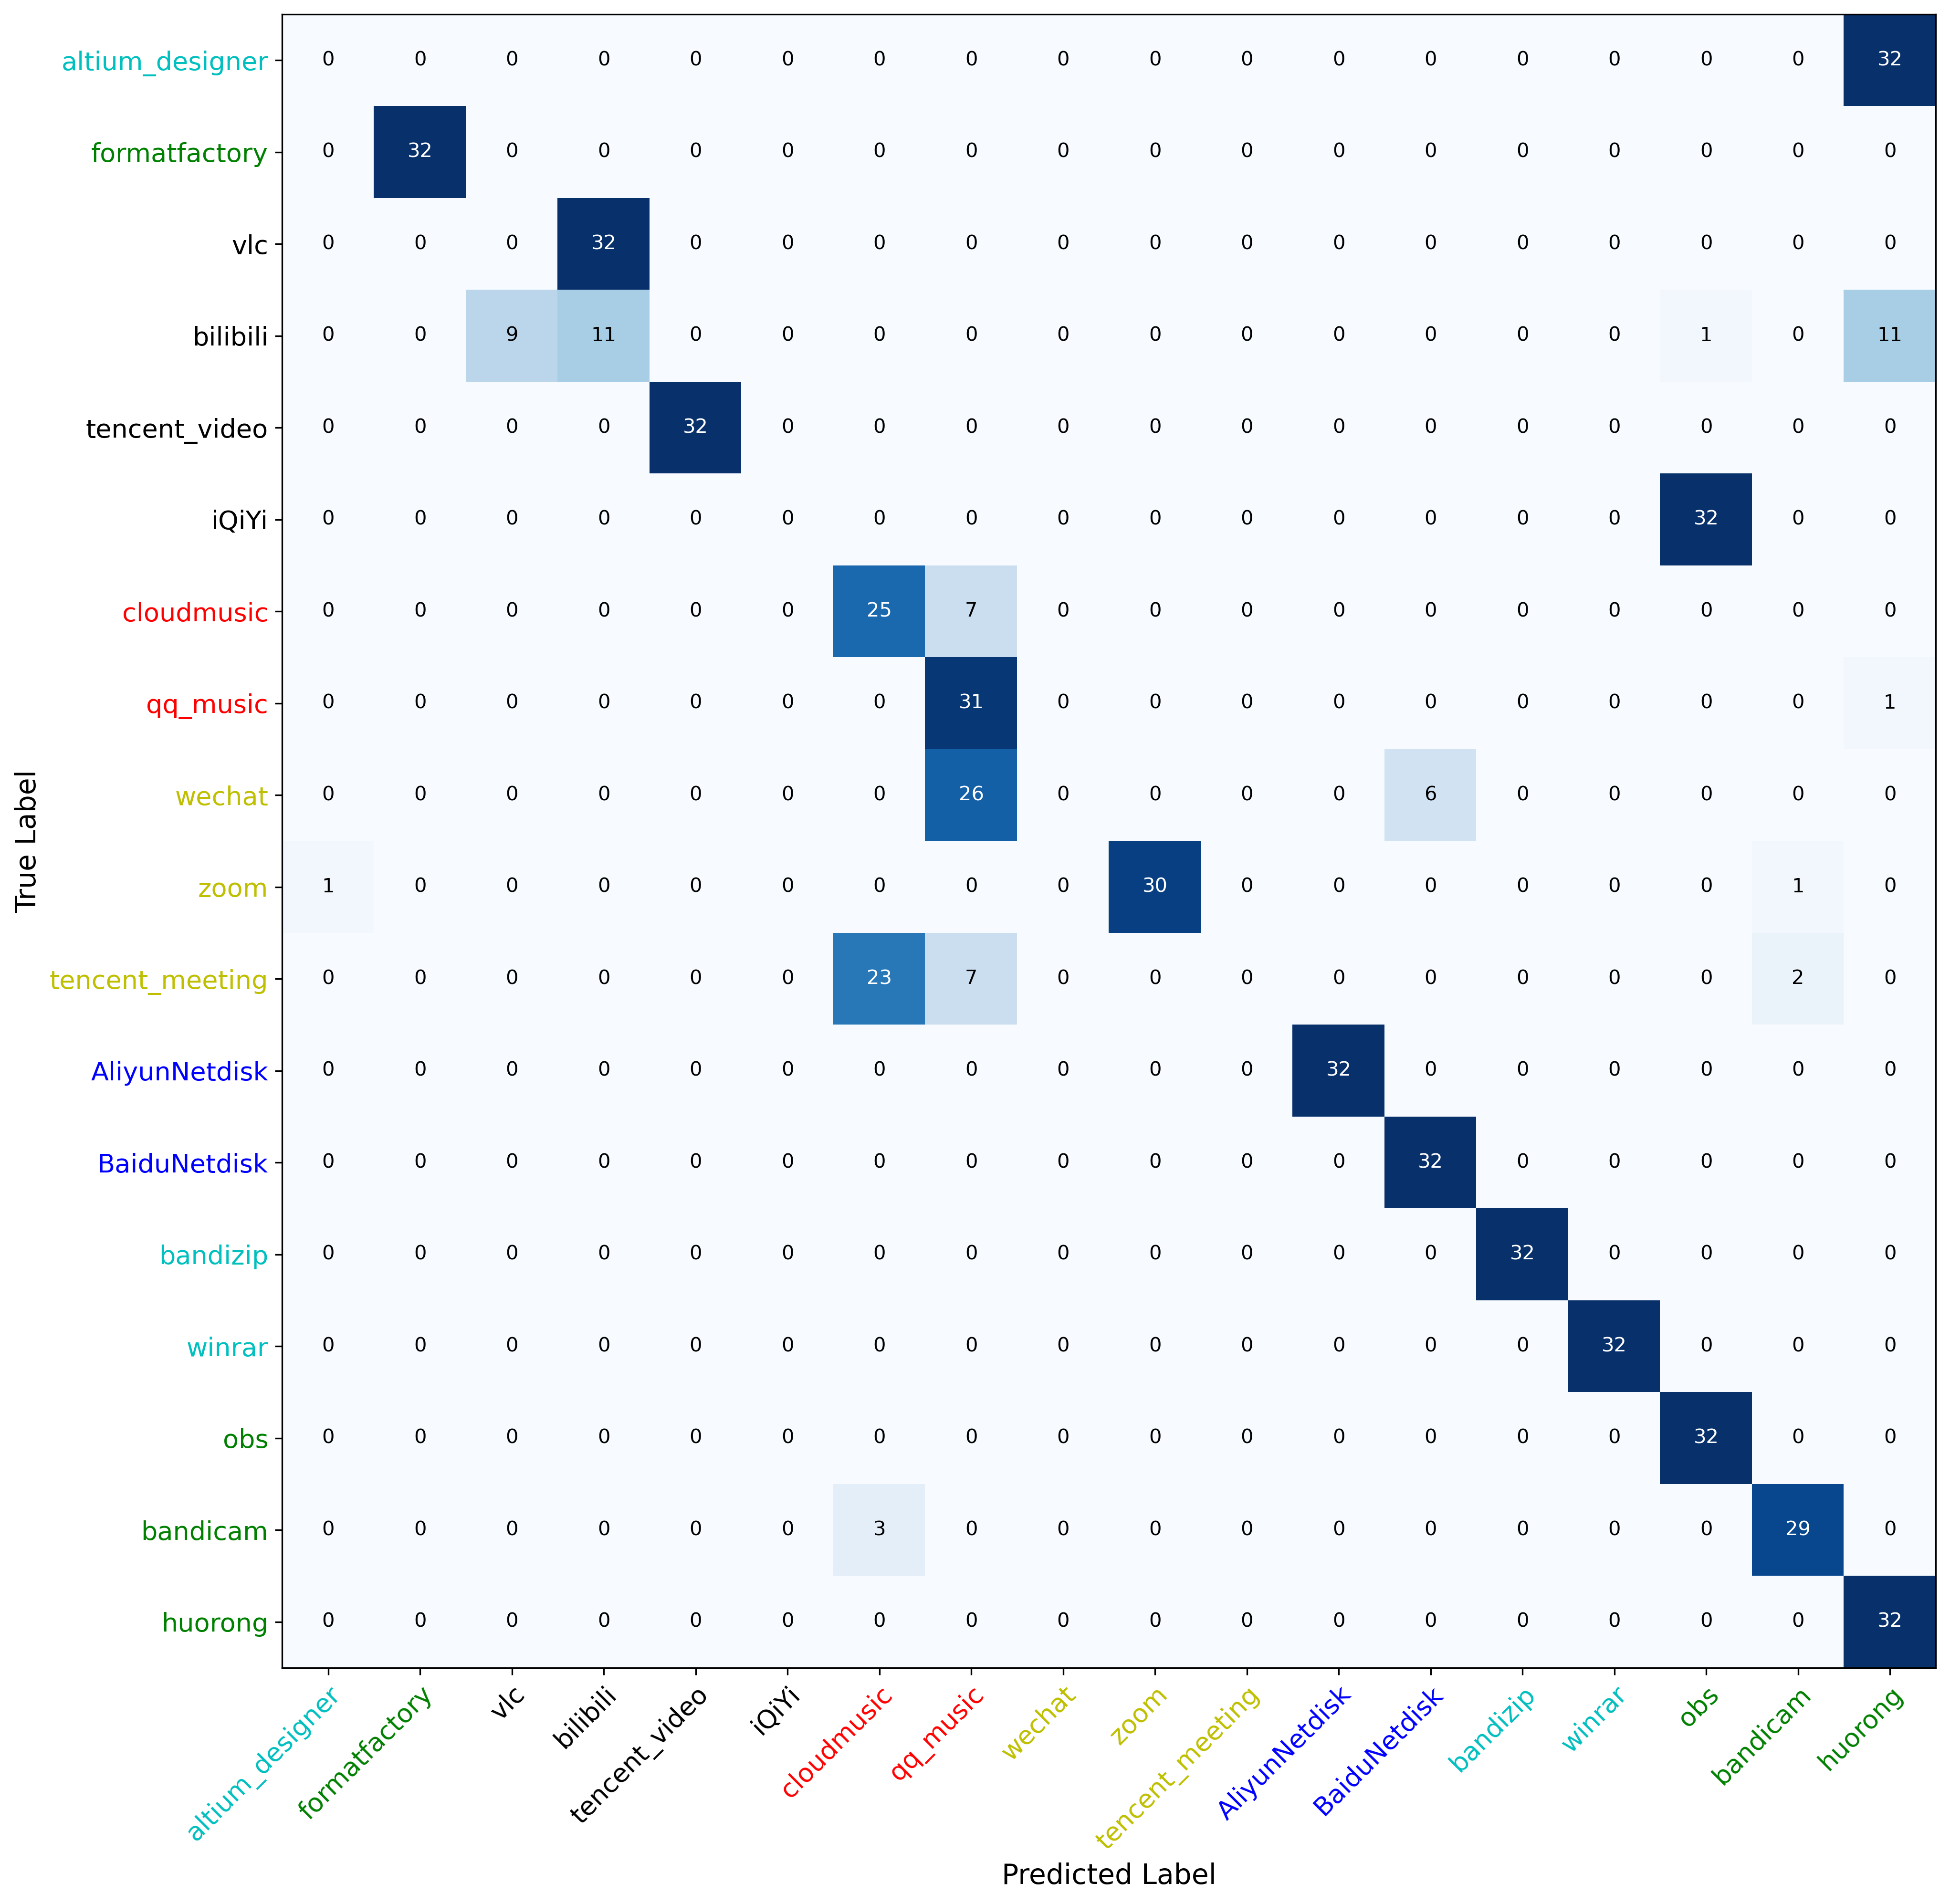 True Label
altium_designer 0 0 0 0 0 0 0 0 0 0 0 0 0 0 0 0 0 32
formatfactory 0 32 0 0 0 0 0 0 0 0 0 0 0 0 0 0 0 0
vlc 0 0 0 32 0 0 0 0 0 0 0 0 0 0 0 0 0 0
bilibili 0 0 9 11 0 0 0 0 0 0 0 0 0 0 0 1 0 11
tencent_video 0 0 0 0 32 0 0 0 0 0 0 0 0 0 0 0 0 0
iQiYi 0 0 0 0 0 0 0 0 0 0 0 0 0 0 0 32 0 0
cloudmusic 0 0 0 0 0 0 25 7 0 0 0 0 0 0 0 0 0 0
qq_music 0 0 0 0 0 0 0 31 0 0 0 0 0 0 0 0 0 1
wechat 0 0 0 0 0 0 0 26 0 0 0 0 6 0 0 0 0 0
zoom 1 0 0 0 0 0 0 0 0 30 0 0 0 0 0 0 1 0
tencent_meeting 0 0 0 0 0 0 23 7 0 0 0 0 0 0 0 0 2 0
AliyunNetdisk 0 0 0 0 0 0 0 0 0 0 0 32 0 0 0 0 0 0
BaiduNetdisk 0 0 0 0 0 0 0 0 0 0 0 0 32 0 0 0 0 0
bandizip 0 0 0 0 0 0 0 0 0 0 0 0 0 32 0 0 0 0
winrar 0 0 0 0 0 0 0 0 0 0 0 0 0 0 32 0 0 0
obs 0 0 0 0 0 0 0 0 0 0 0 0 0 0 0 32 0 0
bandicam 0 0 0 0 0 0 3 0 0 0 0 0 0 0 0 0 29 0
huorong 0 0 0 0 0 0 0 0 0 0 0 0 0 0 0 0 0 32
altium_designer formatfactory vlc bilibili tencent_video iQiYi cloudmusic qq_music wechat zoom tencent_meeting AliyunNetdisk BaiduNetdisk bandizip winrar obs bandicam huorong
Predicted Label